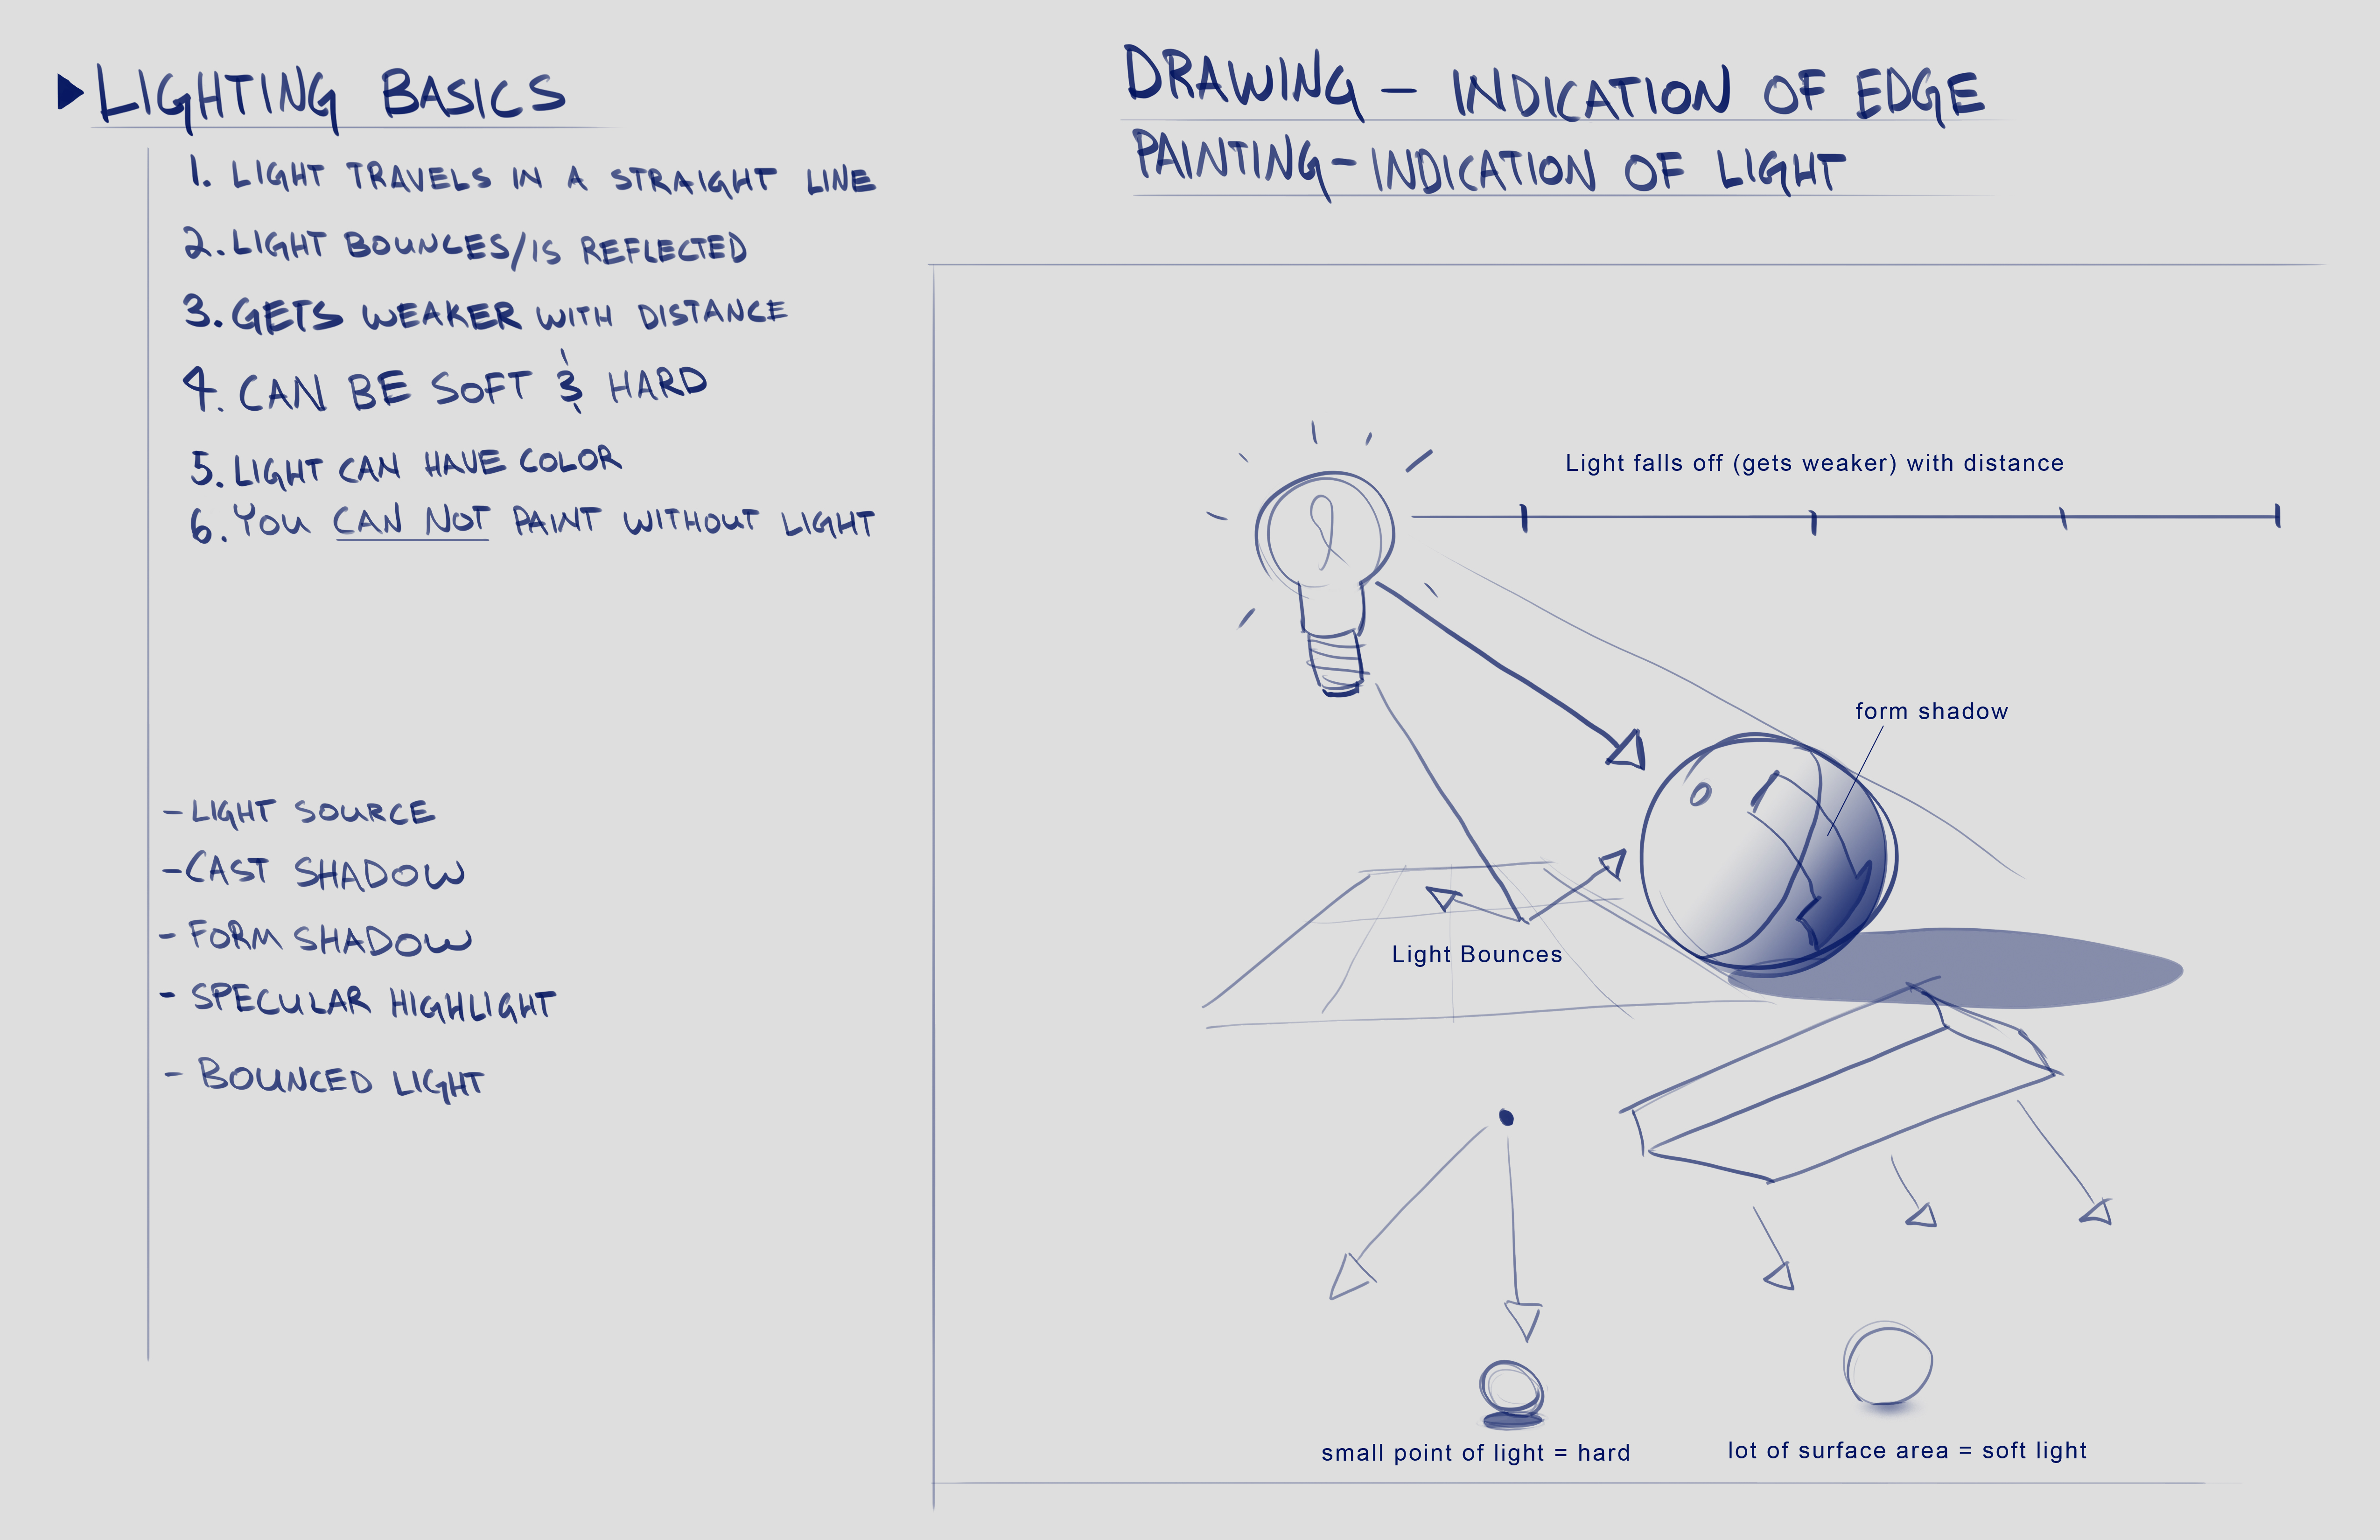 LIGHTING BASICS
1. LIGHT TRAVELS IN A STRAIGHT LINE
2. LIGHT BOUNCES/IS REFLECTED
3. GETS WEAKER WITH DISTANCE
4. CAN BE SOFT & HARD
5. LIGHT CAN HAVE COLOR
6. YOU CAN NOT PAINT WITHOUT LIGHT
- LIGHT SOURCE
- CAST SHADOW
- FORM SHADOW
- SPECULAR HIGHLIGHT
- BOUNCED LIGHT
DRAWING - INDICATION OF EDGE
PAINTING - INDICATION OF LIGHT
Light falls off (gets weaker) with distance
form shadow
Light Bounces
small point of light = hard
lot of surface area = soft light